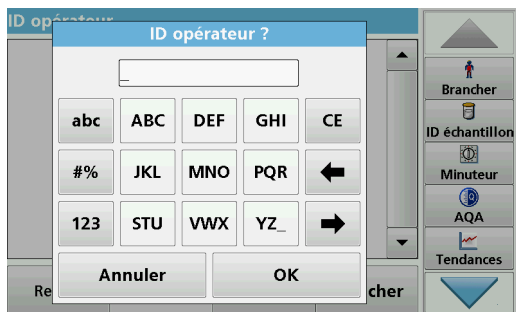 ID opérateur
ID opérateur ?
_
abc ABC DEF GHI CE
#% JKL MNO PQR
123 STU VWX YZ_
Annuler OK
Re cher
Brancher
ID échantillon
Minuteur
AQA
Tendances